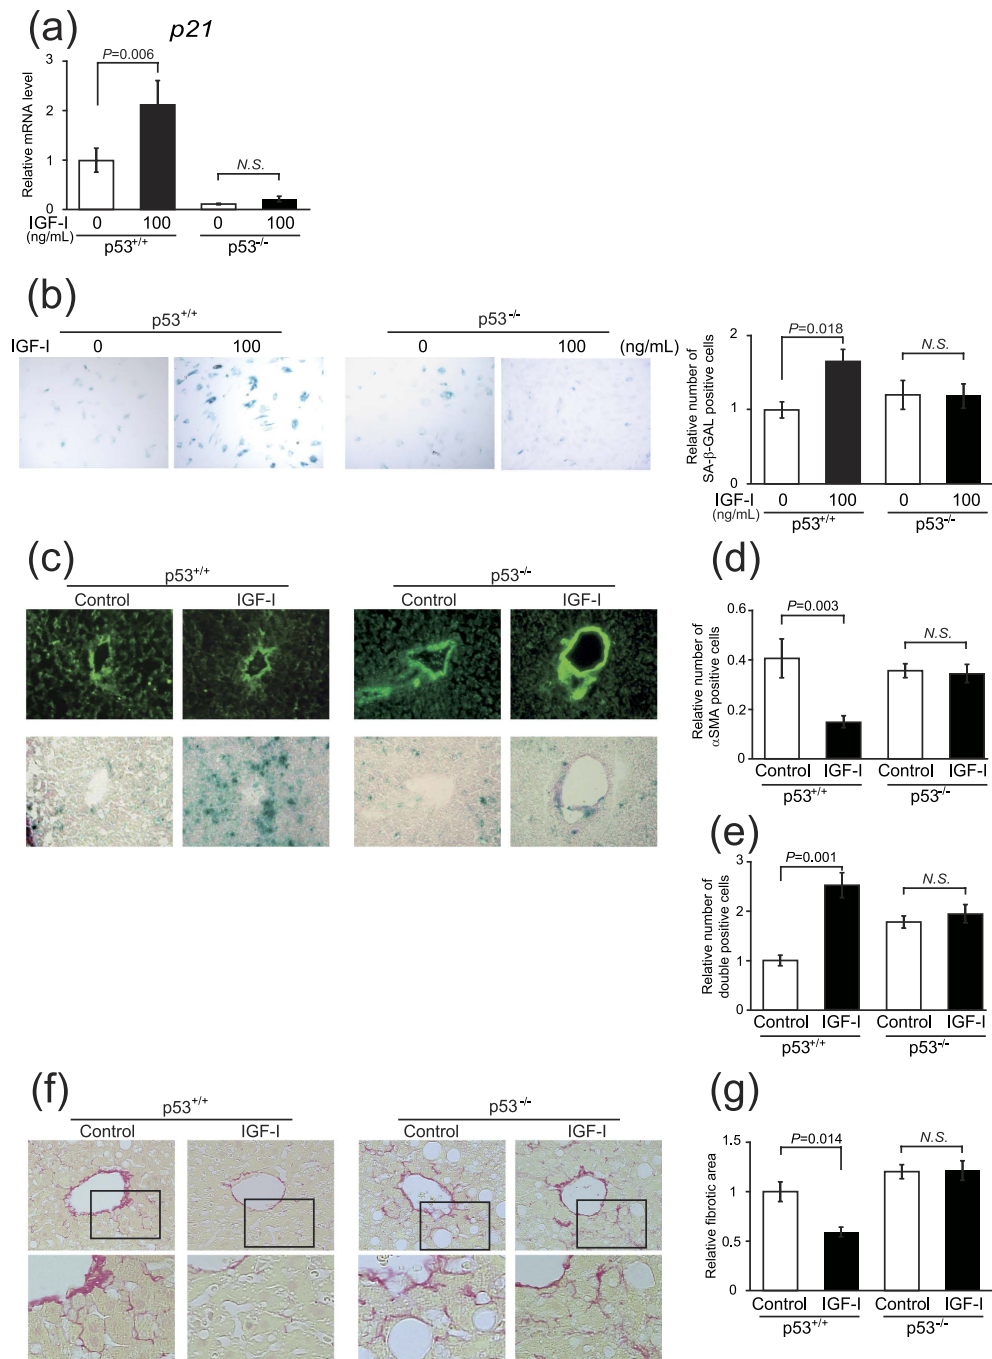 (a)
p21
Relative mRNA level
3
2
1
0
P=0.006
N.S.
IGF-I 0 100 0 100
(ng/mL)
p53+/+ p53-/-
(b)
p53+/+ p53-/-
IGF-I 0 100 0 100 (ng/mL)
Relative number of
SA-β-GAL positive cells
2
1
0
P=0.018
N.S.
IGF-I 0 100 0 100
(ng/mL)
p53+/+ p53-/-
(c)
p53+/+ p53-/-
Control IGF-I Control IGF-I
(d)
Relative number of
αSMA positive cells
0.6
0.4
0.2
0
P=0.003
N.S.
Control IGF-I Control IGF-I
p53+/+ p53-/-
(e)
Relative number of
double positive cells
3
2
1
0
P=0.001
N.S.
Control IGF-I Control IGF-I
p53+/+ p53-/-
(f)
p53+/+ p53-/-
Control IGF-I Control IGF-I
(g)
Relative fibrotic area
1.5
1
0.5
0
P=0.014
N.S.
Control IGF-I Control IGF-I
p53+/+ p53-/-